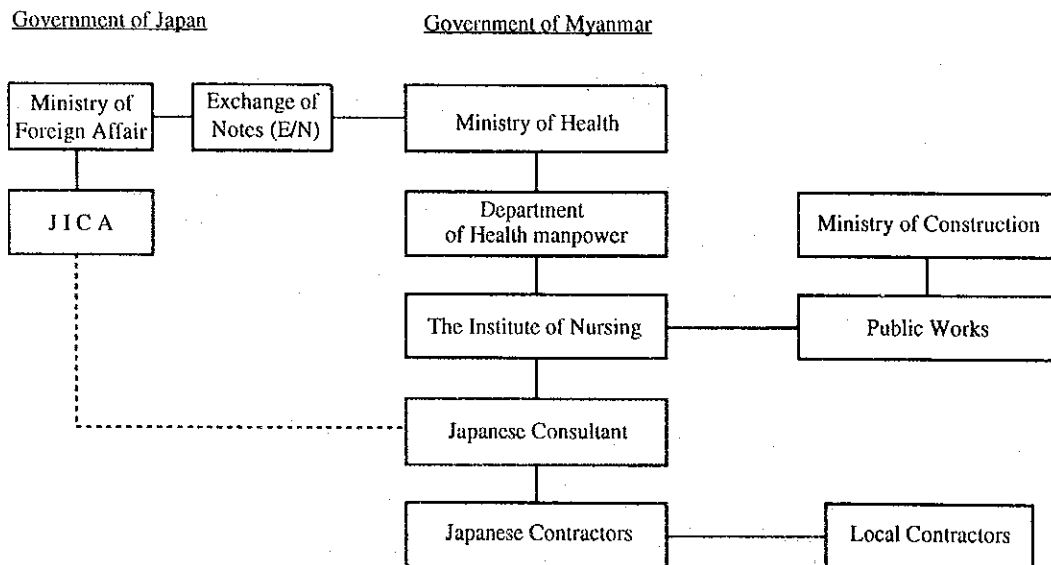 Government of Japan
Government of Myanmar
Ministry of
Foreign Affair
Exchange of
Notes (E/N)
Ministry of Health
J I C A
Department
of Health manpower
Ministry of Construction
The Institute of Nursing
Public Works
Japanese Consultant
Japanese Contractors
Local Contractors